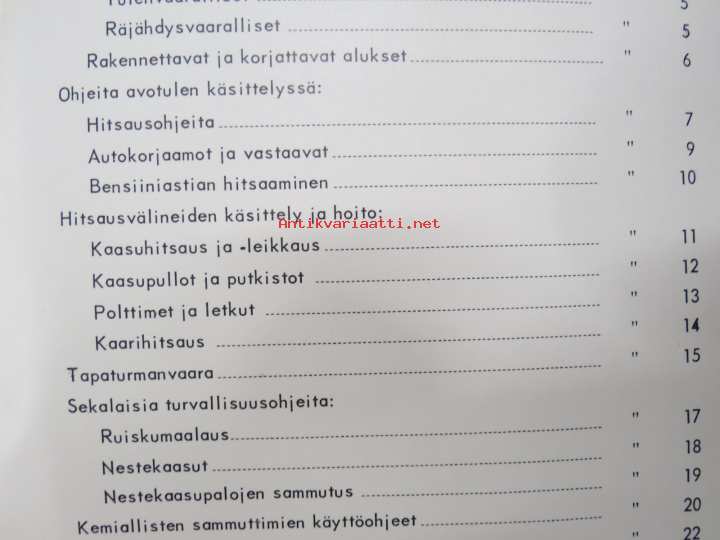 5
Räjähdysvaaralliset " 5
Rakennettavat ja korjattavat alukset " 6
Ohjeita avotulen käsittelyssä:
Hitsausohjeita " 7
Autokorjaamot ja vastaavat " 9
Bensiiniastian hitsaaminen " 10
Hitsausvälineiden käsittely ja hoito:
Antikvariaatti.net
Kaasuhitsaus ja -leikkaus " 11
Kaasupullot ja putkistot " 12
Polttimet ja letkut " 13
Kaarihitsaus " 14
Tapaturmanvaara " 15
Sekalaisia turvallisuusohjeita:
Ruiskumaalaus " 17
Nestekaasut " 18
Nestekaasupalojen sammutus " 19
Kemiallisten sammuttimien käyttöohjeet " 20
" 22